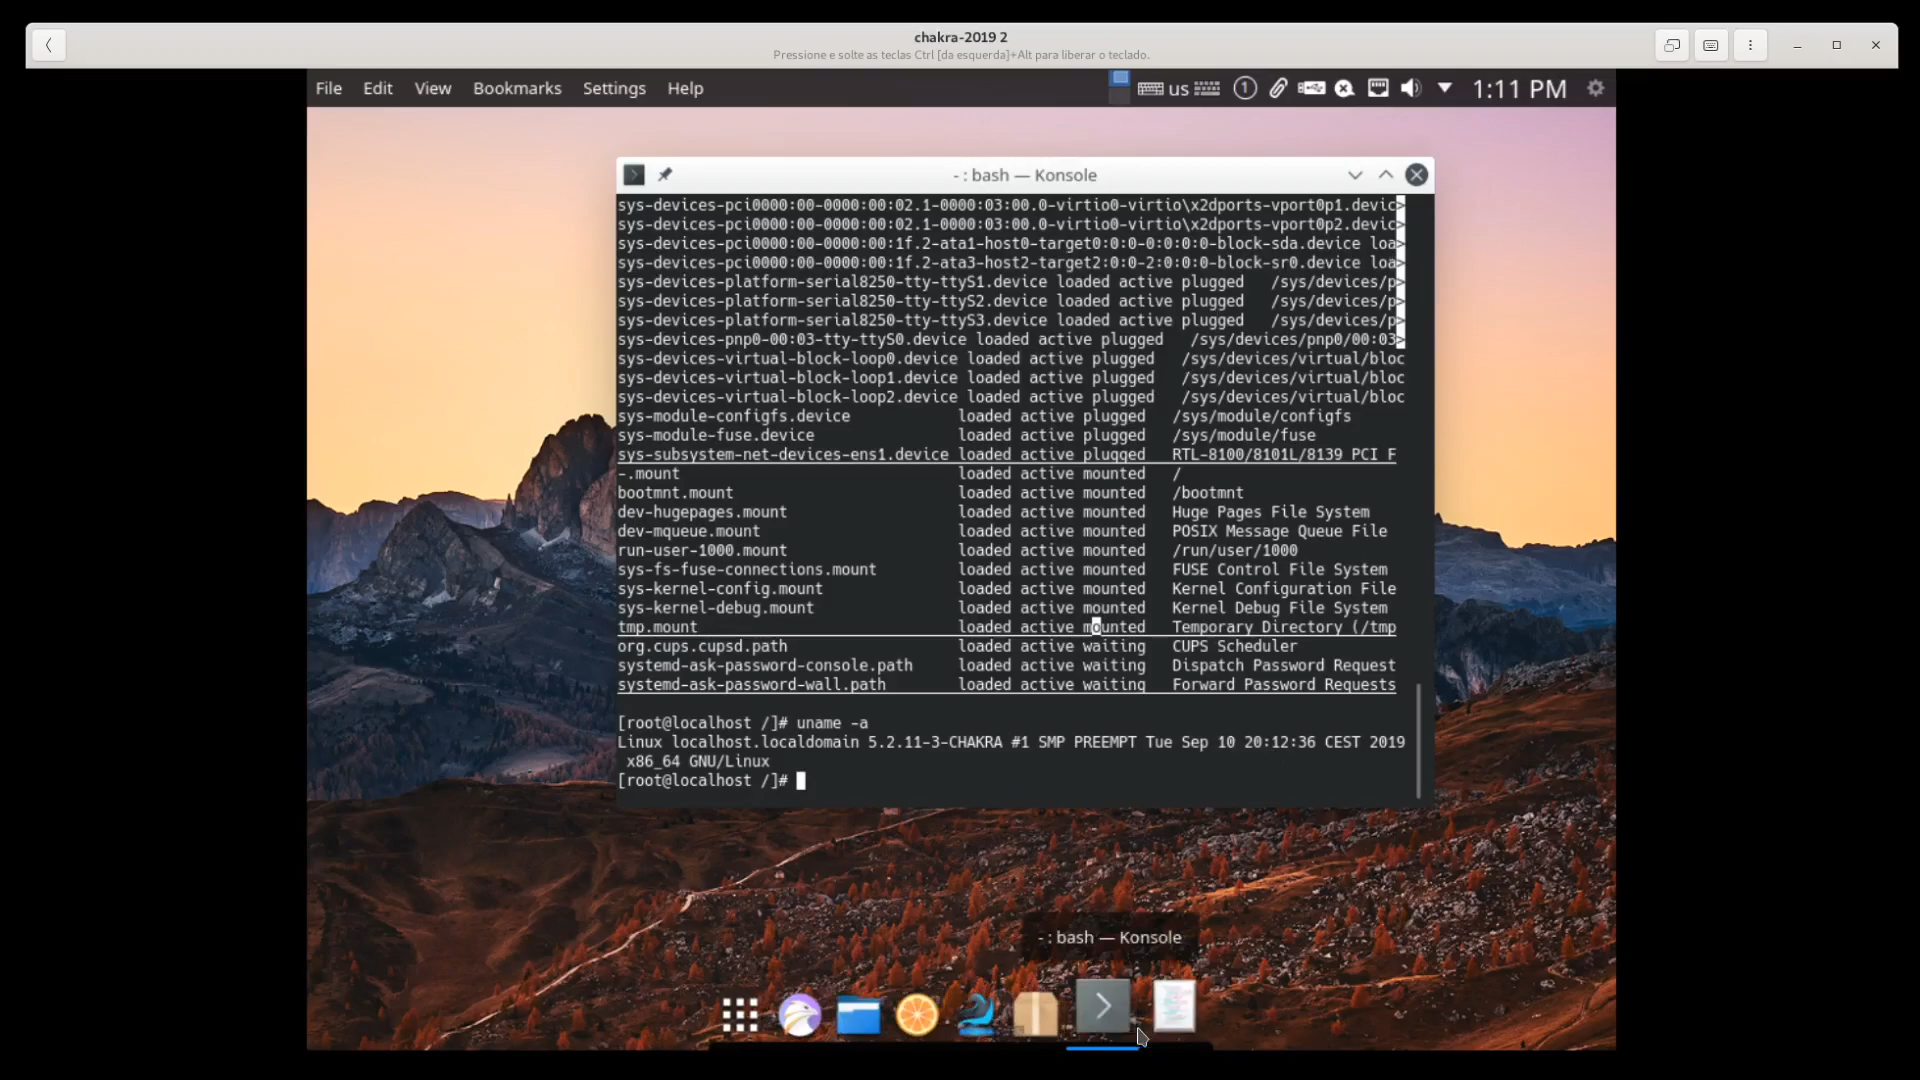 chakra-2019 2
Pressione e solte as teclas Ctrl [da esquerda]+Alt para liberar o teclado.
File Edit View Bookmarks Settings Help us 1 1:11 PM
- : bash — Konsole
sys-devices-pci0000:00-0000:00:02.1-0000:03:00.0-virtio0-virtio\x2dports-vport0p1.devic>
sys-devices-pci0000:00-0000:00:02.1-0000:03:00.0-virtio0-virtio\x2dports-vport0p2.devic>
sys-devices-pci0000:00-0000:00:1f.2-ata1-host0-target0:0:0-0:0:0:0-block-sda.device loa>
sys-devices-pci0000:00-0000:00:1f.2-ata3-host2-target2:0:0-2:0:0:0-block-sr0.device loa>
sys-devices-platform-serial8250-tty-ttyS1.device loaded active plugged /sys/devices/p>
sys-devices-platform-serial8250-tty-ttyS2.device loaded active plugged /sys/devices/p>
sys-devices-platform-serial8250-tty-ttyS3.device loaded active plugged /sys/devices/p>
sys-devices-pnp0-00:03-tty-ttyS0.device loaded active plugged /sys/devices/pnp0/00:03>
sys-devices-virtual-block-loop0.device loaded active plugged /sys/devices/virtual/bloc
sys-devices-virtual-block-loop1.device loaded active plugged /sys/devices/virtual/bloc
sys-devices-virtual-block-loop2.device loaded active plugged /sys/devices/virtual/bloc
sys-module-configfs.device loaded active plugged /sys/module/configfs
sys-module-fuse.device loaded active plugged /sys/module/fuse
sys-subsystem-net-devices-ens1.device loaded active plugged RTL-8100/8101L/8139 PCI F
-.mount loaded active mounted /
bootmnt.mount loaded active mounted /bootmnt
dev-hugepages.mount loaded active mounted Huge Pages File System
dev-mqueue.mount loaded active mounted POSIX Message Queue File
run-user-1000.mount loaded active mounted /run/user/1000
sys-fs-fuse-connections.mount loaded active mounted FUSE Control File System
sys-kernel-config.mount loaded active mounted Kernel Configuration File
sys-kernel-debug.mount loaded active mounted Kernel Debug File System
tmp.mount loaded active mounted Temporary Directory (/tmp
org.cups.cupsd.path loaded active waiting CUPS Scheduler
systemd-ask-password-console.path loaded active waiting Dispatch Password Request
systemd-ask-password-wall.path loaded active waiting Forward Password Requests
[root@localhost /]# uname -a
Linux localhost.localdomain 5.2.11-3-CHAKRA #1 SMP PREEMPT Tue Sep 10 20:12:36 CEST 2019
x86_64 GNU/Linux
[root@localhost /]#
- : bash — Konsole